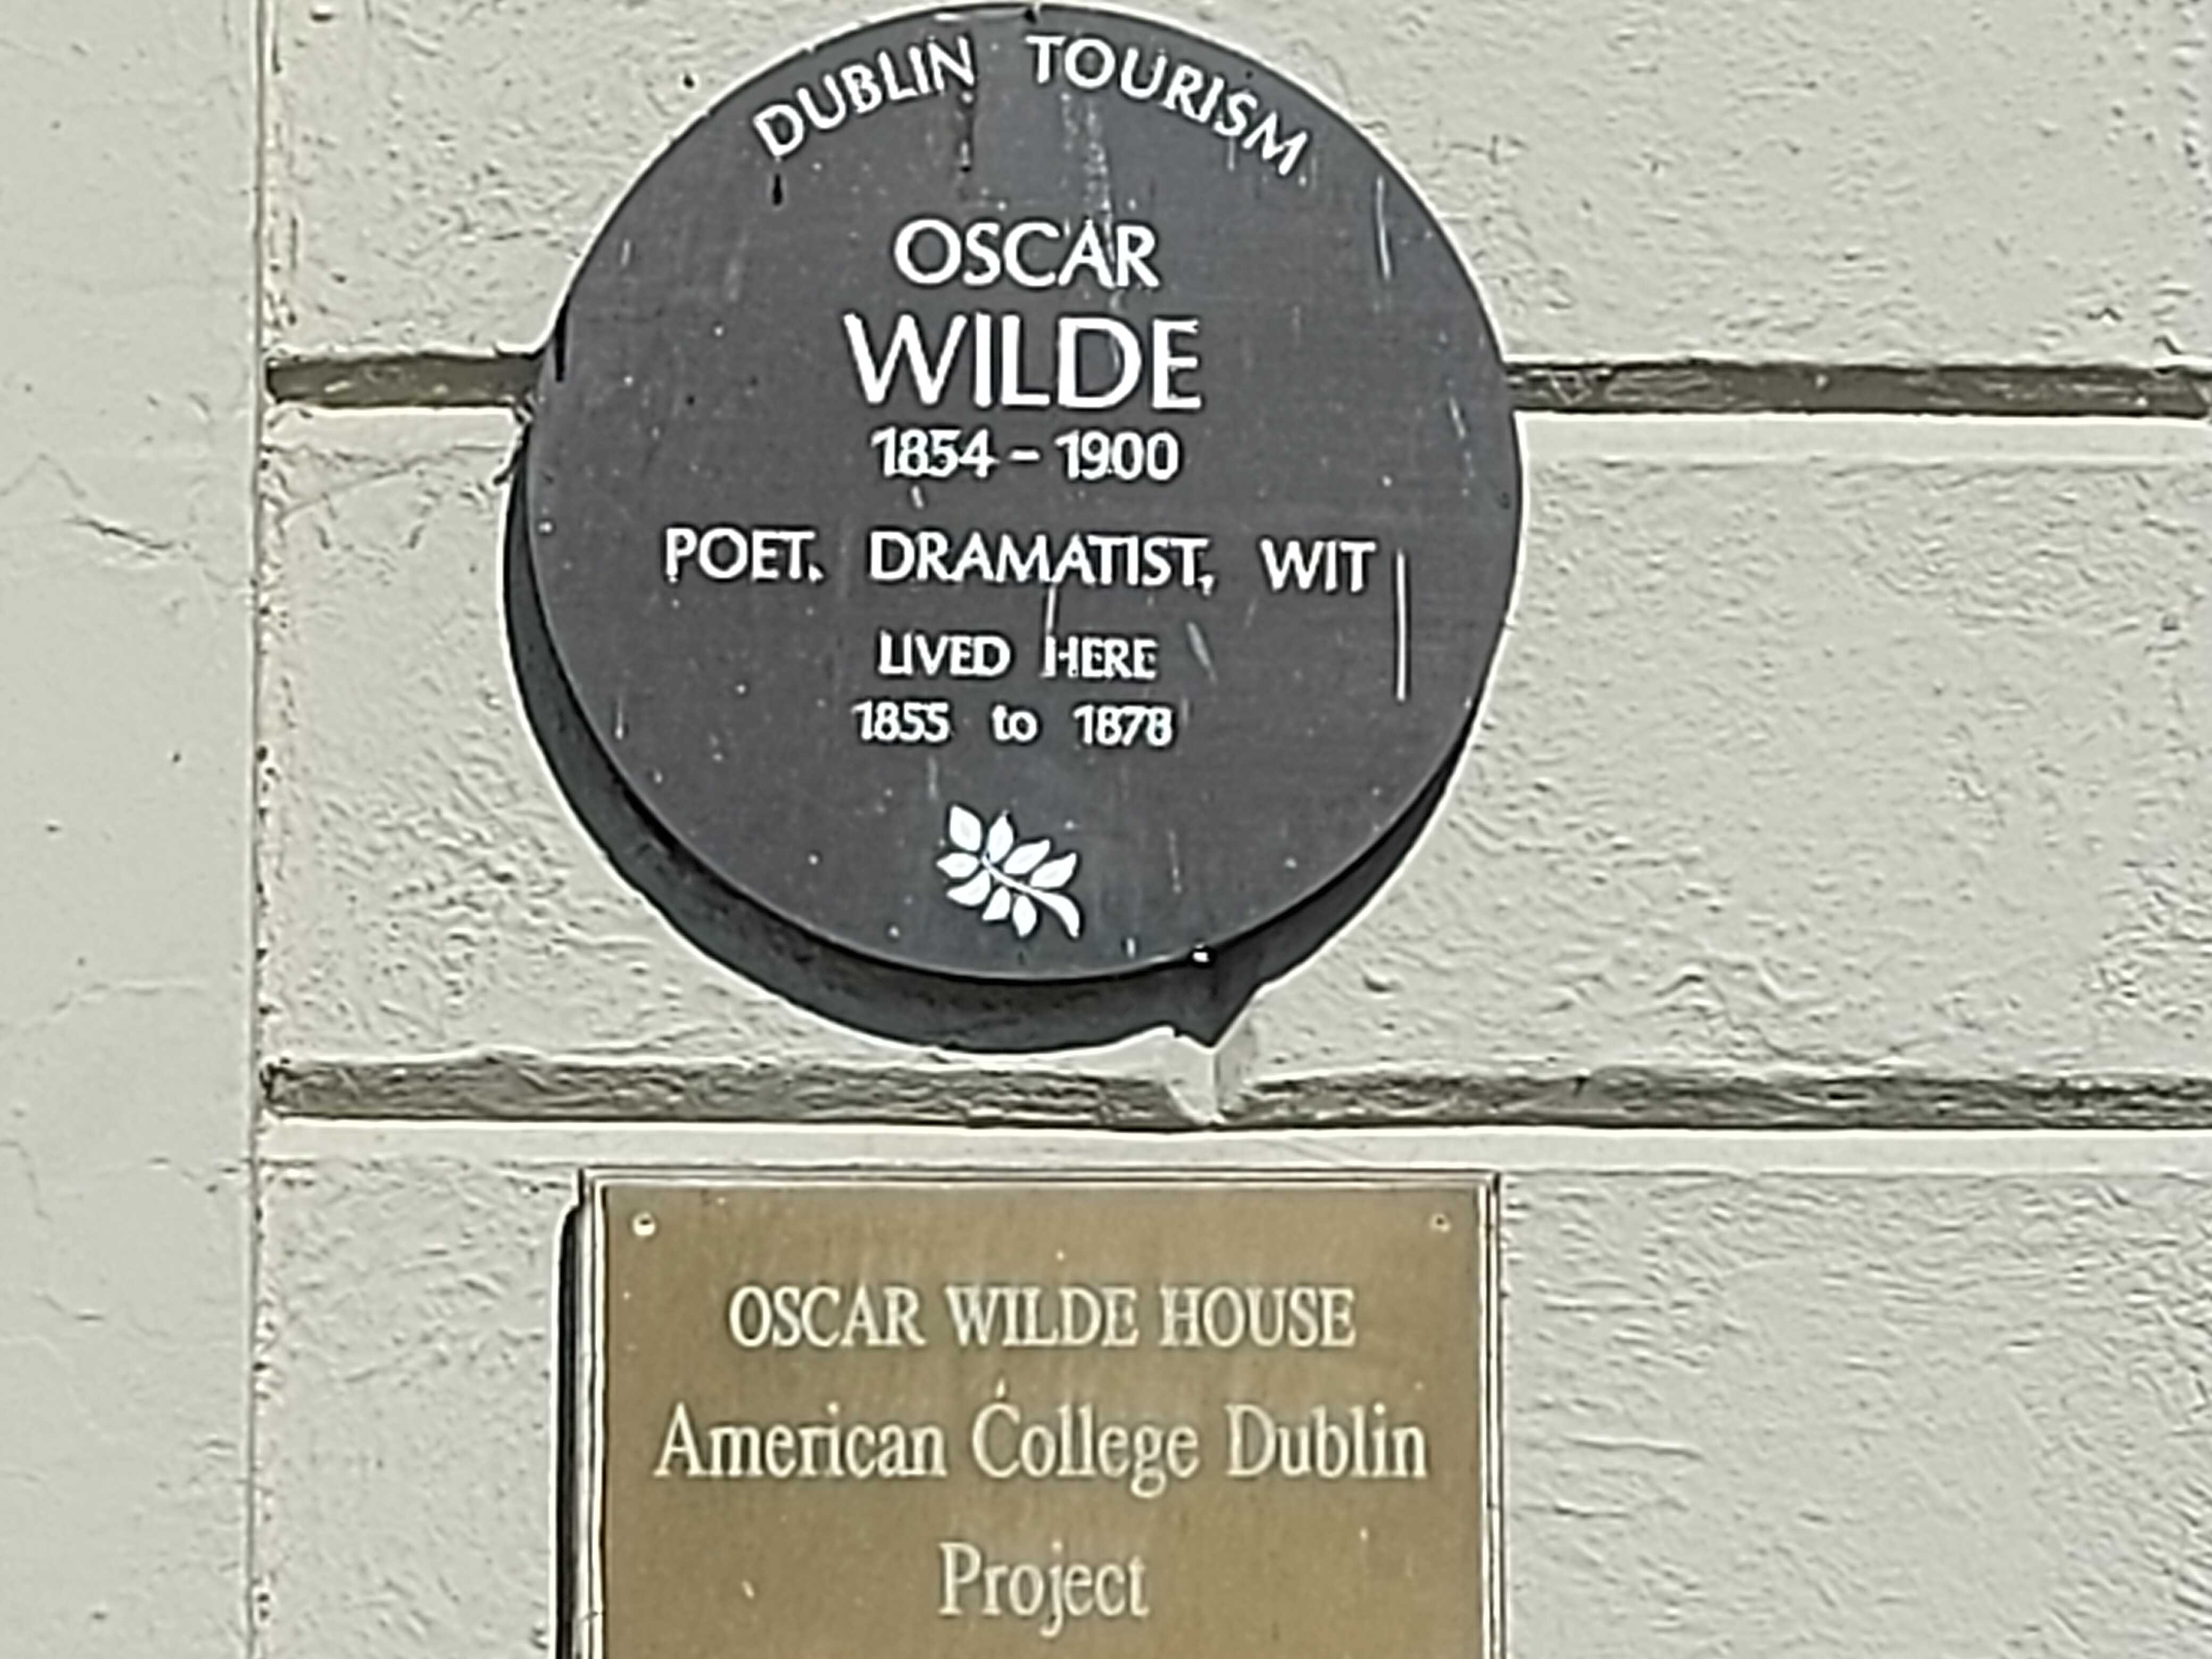 DUBLIN TOURISM
OSCAR
WILDE
1854 – 1900
POET, DRAMATIST, WIT
LIVED HERE
1855 to 1878
OSCAR WILDE HOUSE
American College Dublin
Project